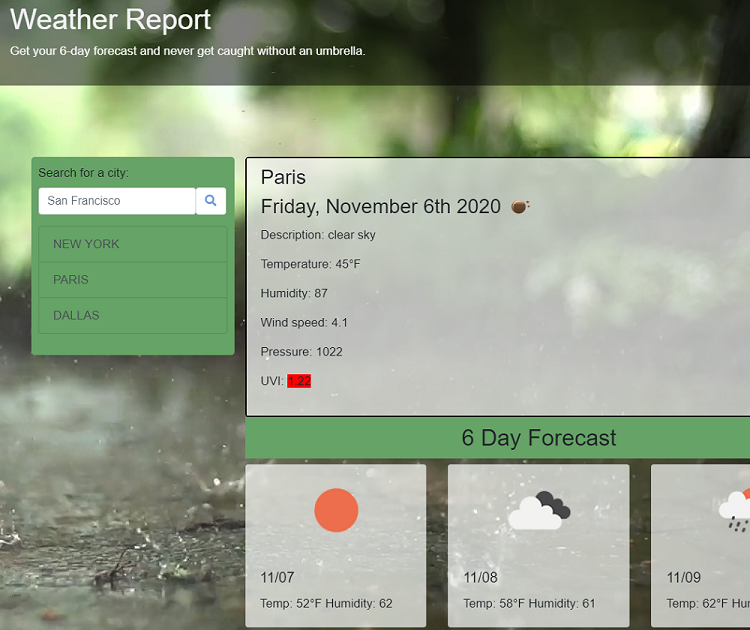 Weather Report
Get your 6-day forecast and never get caught without an umbrella.
Search for a city:
San Francisco
NEW YORK
PARIS
DALLAS
Paris
Friday, November 6th 2020
Description: clear sky
Temperature: 45°F
Humidity: 87
Wind speed: 4.1
Pressure: 1022
UVI: 1.22
6 Day Forecast
11/07
Temp: 52°F Humidity: 62
11/08
Temp: 58°F Humidity: 61
11/09
Temp: 62°F Hum